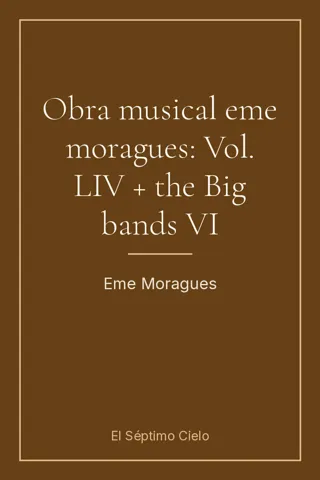 Obra musical eme
moragues: Vol.
LIV + the Big
bands VI
Eme Moragues
El Séptimo Cielo